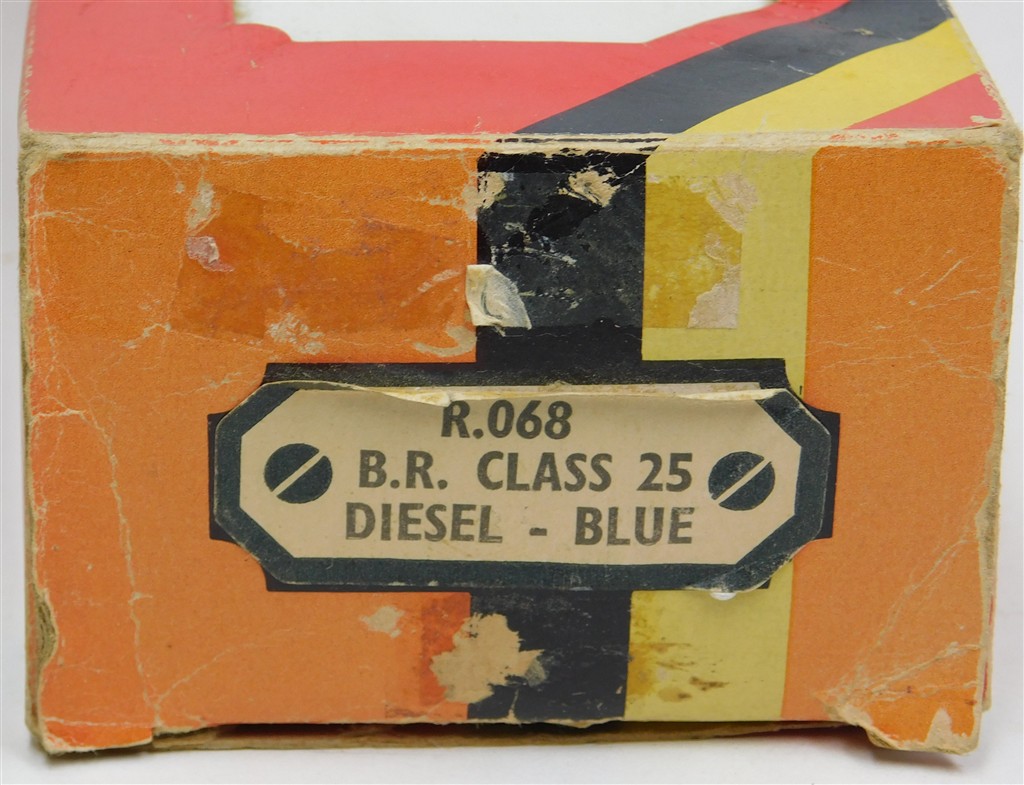 R.068
B.R. CLASS 25
DIESEL - BLUE